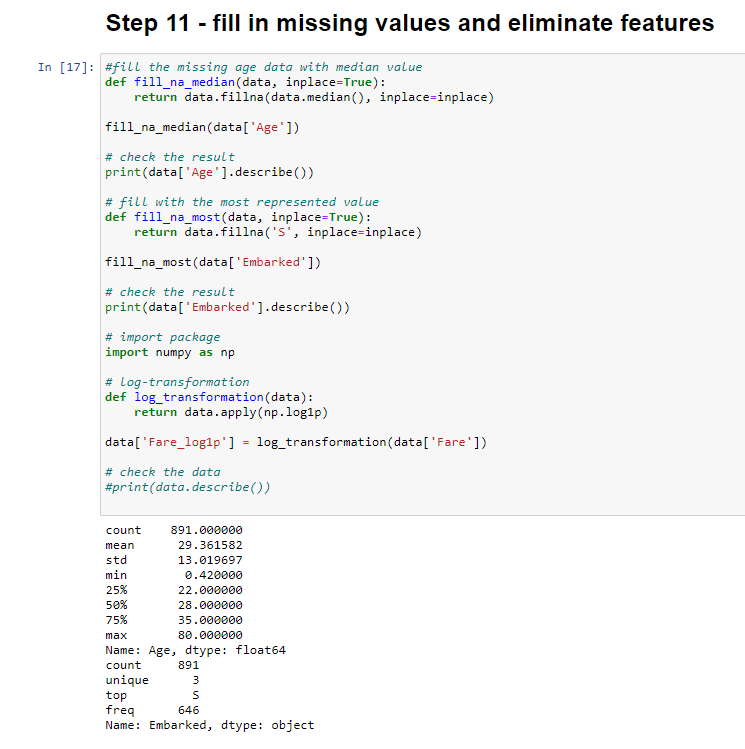 Step 11 - fill in missing values and eliminate features
In [17]: #fill the missing age data with median value
def fill_na_median(data, inplace=True):
    return data.fillna(data.median(), inplace=inplace)

fill_na_median(data['Age'])

# check the result
print(data['Age'].describe())

# fill with the most represented value
def fill_na_most(data, inplace=True):
    return data.fillna('S', inplace=inplace)

fill_na_most(data['Embarked'])

# check the result
print(data['Embarked'].describe())

# import package
import numpy as np

# log-transformation
def log_transformation(data):
    return data.apply(np.log1p)

data['Fare_log1p'] = log_transformation(data['Fare'])

# check the data
#print(data.describe())

count    891.000000
mean      29.361582
std       13.019697
min        0.420000
25%       22.000000
50%       28.000000
75%       35.000000
max       80.000000
Name: Age, dtype: float64
count     891
unique      3
top         S
freq      646
Name: Embarked, dtype: object